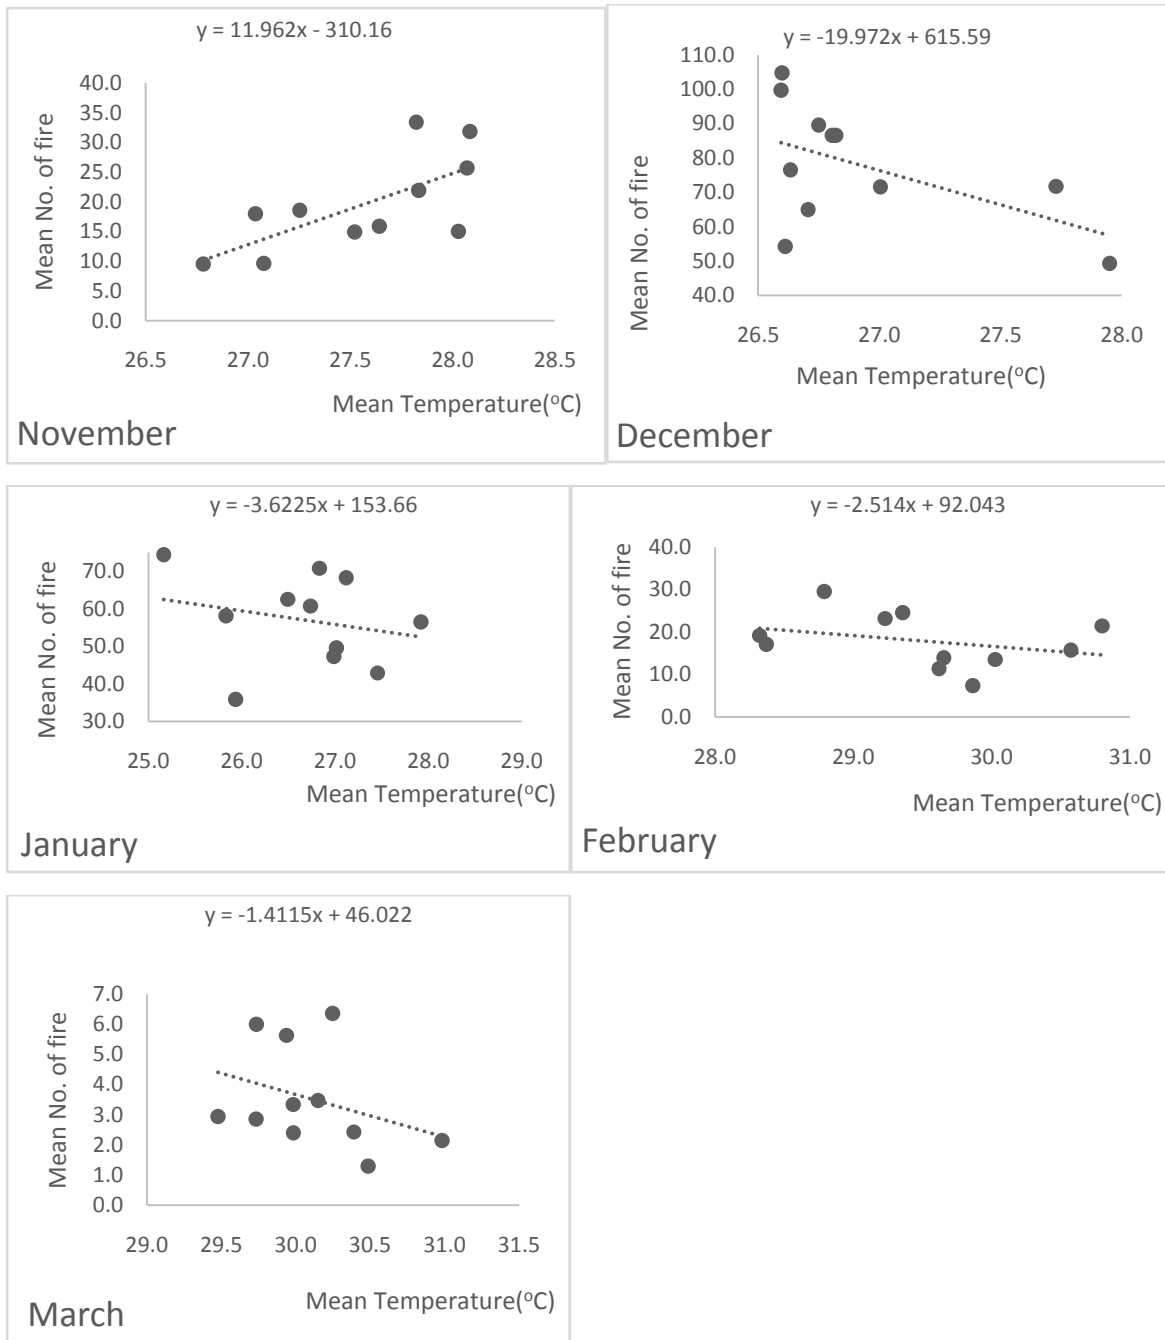 y = 11.962x - 310.16
Mean No. of fire
40.0
35.0
30.0
25.0
20.0
15.0
10.0
5.0
0.0
26.5 27.0 27.5 28.0 28.5
Mean Temperature(°C)
November
y = -19.972x + 615.59
Mean No. of fire
110.0
100.0
90.0
80.0
70.0
60.0
50.0
40.0
26.5 27.0 27.5 28.0
Mean Temperature(°C)
December
y = -3.6225x + 153.66
Mean No. of fire
70.0
60.0
50.0
40.0
30.0
25.0 26.0 27.0 28.0 29.0
Mean Temperature(°C)
January
y = -2.514x + 92.043
Mean No. of fire
40.0
30.0
20.0
10.0
0.0
28.0 29.0 30.0 31.0
Mean Temperature(°C)
February
y = -1.4115x + 46.022
Mean No. of fire
7.0
6.0
5.0
4.0
3.0
2.0
1.0
0.0
29.0 29.5 30.0 30.5 31.0 31.5
Mean Temperature(°C)
March